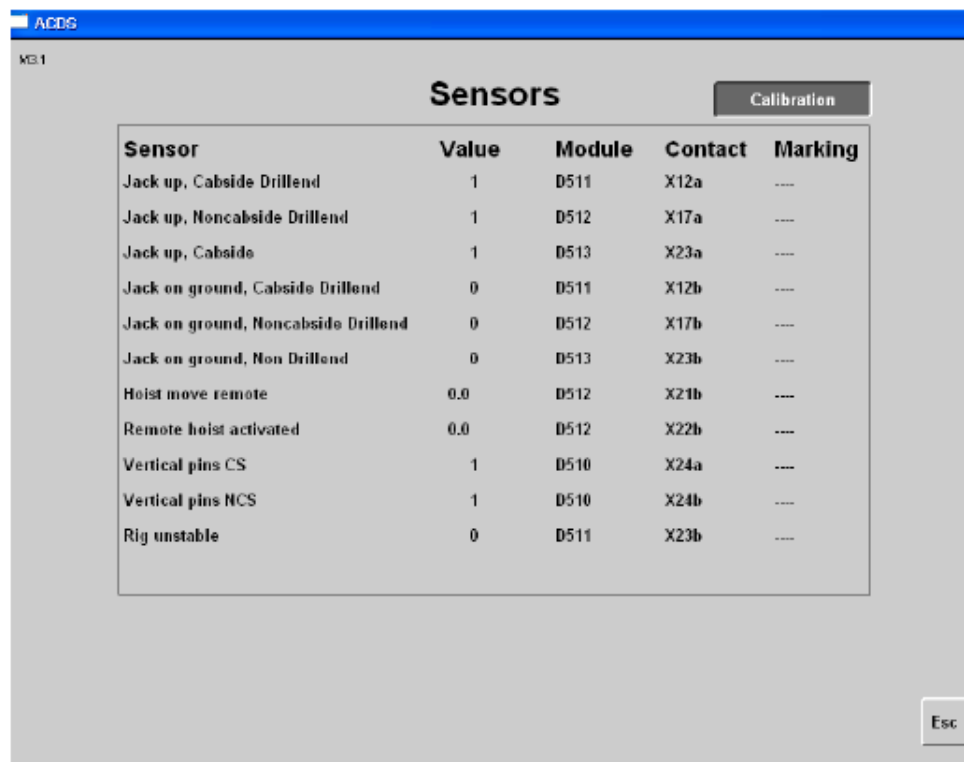 ACDS
M3.1
Sensors
Calibration
Sensor Value Module Contact Marking
Jack up, Cabside Drillend 1 D511 X12a ----
Jack up, Noncabside Drillend 1 D512 X17a ----
Jack up, Cabside 1 D513 X23a ----
Jack on ground, Cabside Drillend 0 D511 X12b ----
Jack on ground, Noncabside Drillend 0 D512 X17b ----
Jack on ground, Non Drillend 0 D513 X23b ----
Hoist move remote 0.0 D512 X21b ----
Remote hoist activated 0.0 D512 X22b ----
Vertical pins CS 1 D510 X24a ----
Vertical pins NCS 1 D510 X24b ----
Rig unstable 0 D511 X23b ----
Esc